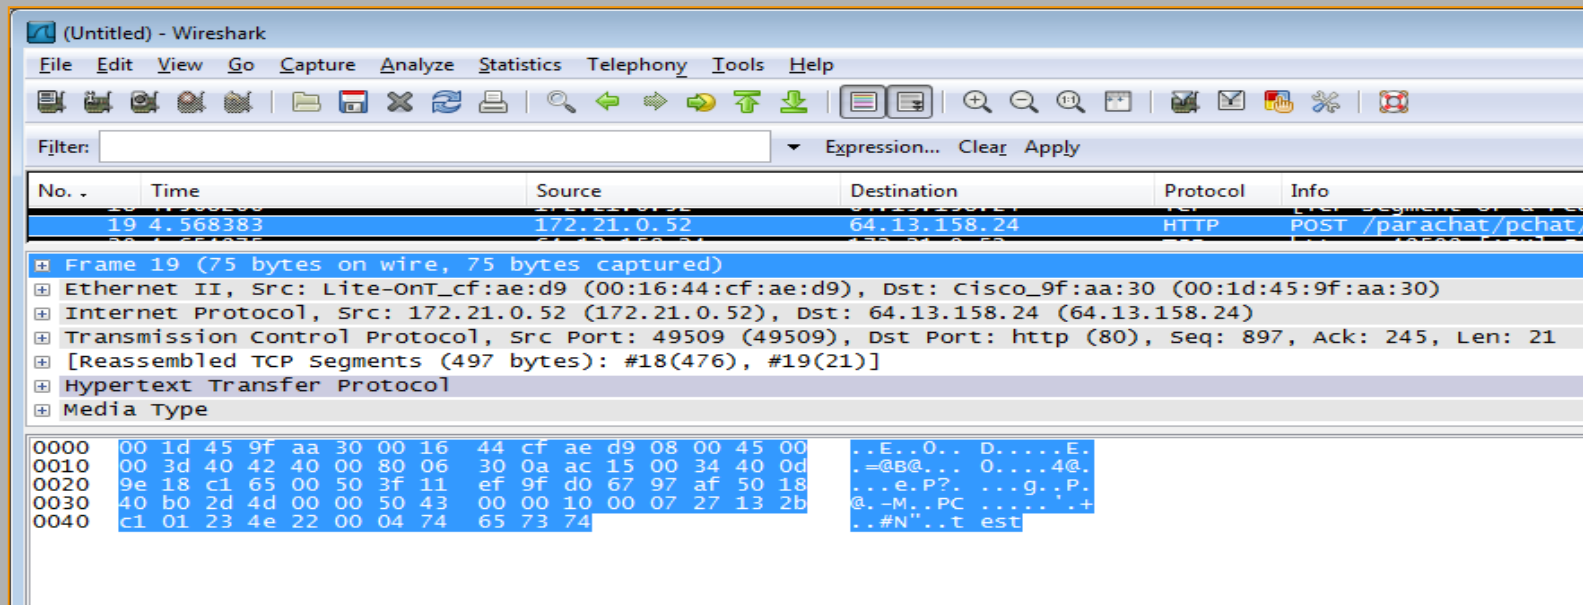 (Untitled) - Wireshark
File Edit View Go Capture Analyze Statistics Telephony Tools Help
Filter: Expression... Clear Apply
No. . Time Source Destination Protocol Info
19 4.568383 172.21.0.52 64.13.158.24 HTTP POST /parachat/pchat/
Frame 19 (75 bytes on wire, 75 bytes captured)
Ethernet II, Src: Lite-OnT_cf:ae:d9 (00:16:44:cf:ae:d9), Dst: Cisco_9f:aa:30 (00:1d:45:9f:aa:30)
Internet Protocol, Src: 172.21.0.52 (172.21.0.52), Dst: 64.13.158.24 (64.13.158.24)
Transmission Control Protocol, Src Port: 49509 (49509), Dst Port: http (80), Seq: 897, Ack: 245, Len: 21
[Reassembled TCP Segments (497 bytes): #18(476), #19(21)]
Hypertext Transfer Protocol
Media Type
0000 00 1d 45 9f aa 30 00 16 44 cf ae d9 08 00 45 00 ..E..0.. D.....E.
0010 00 3d 40 42 40 00 80 06 30 0a ac 15 00 34 40 0d .=@B@... 0....4@.
0020 9e 18 c1 65 00 50 3f 11 ef 9f d0 67 97 af 50 18 ...e.P?. ...g..P.
0030 40 b0 2d 4d 00 00 50 43 00 00 10 00 07 27 13 2b @.-M..PC .....'.+
0040 c1 01 23 4e 22 00 04 74 65 73 74 ..#N"..t est